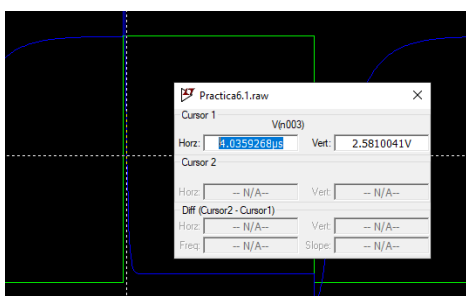 Practica6.1.raw
Cursor 1
V(n003)
Horz: 4.0359268µs Vert: 2.5810041V
Cursor 2
Horz: -- N/A-- Vert: -- N/A--
Diff (Cursor2 - Cursor1)
Horz: -- N/A-- Vert: -- N/A--
Freq: -- N/A-- Slope: -- N/A--